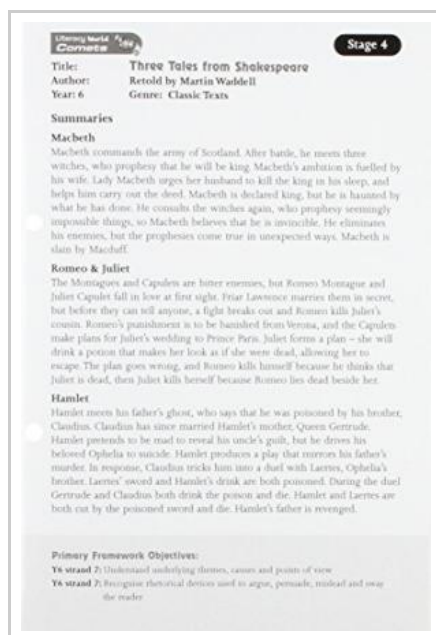 Literacy World
Comets
Stage 4
Title: Three Tales from Shakespeare
Author: Retold by Martin Waddell
Year: 6 Genre: Classic Texts
Summaries
Macbeth
Macbeth commands the army of Scotland. After battle, he meets three
witches, who prophesy that he will be king. Macbeth's ambition is fuelled by
his wife. Lady Macbeth urges her husband to kill the king in his sleep, and
helps him carry out the deed. Macbeth is declared king, but he is haunted by
what he has done. He consults the witches again, who prophesy seemingly
impossible things, so Macbeth believes that he is invincible. He eliminates
his enemies, but the prophesies come true in unexpected ways. Macbeth is
slain by Macduff.
Romeo & Juliet
The Montagues and Capulets are bitter enemies, but Romeo Montague and
Juliet Capulet fall in love at first sight. Friar Lawrence marries them in secret,
but before they can tell anyone, a fight breaks out and Romeo kills Juliet's
cousin. Romeo's punishment is to be banished from Verona, and the Capulets
make plans for Juliet's wedding to Prince Paris. Juliet forms a plan – she will
drink a potion that makes her look as if she were dead, allowing her to
escape. The plan goes wrong, and Romeo kills himself because he thinks that
Juliet is dead, then Juliet kills herself because Romeo lies dead beside her.
Hamlet
Hamlet meets his father's ghost, who says that he was poisoned by his brother,
Claudius. Claudius has since married Hamlet's mother, Queen Gertrude.
Hamlet pretends to be mad to reveal his uncle's guilt, but he drives his
beloved Ophelia to suicide. Hamlet produces a play that mirrors his father's
murder. In response, Claudius tricks him into a duel with Laertes, Ophelia's
brother. Laertes' sword and Hamlet's drink are both poisoned. During the duel
Gertrude and Claudius both drink the poison and die. Hamlet and Laertes are
both cut by the poisoned sword and die. Hamlet's father is revenged.
Primary Framework Objectives:
Y6 strand 7: Understand underlying themes, causes and points of view
Y6 strand 7: Recognise rhetorical devices used to argue, persuade, mislead and sway
the reader